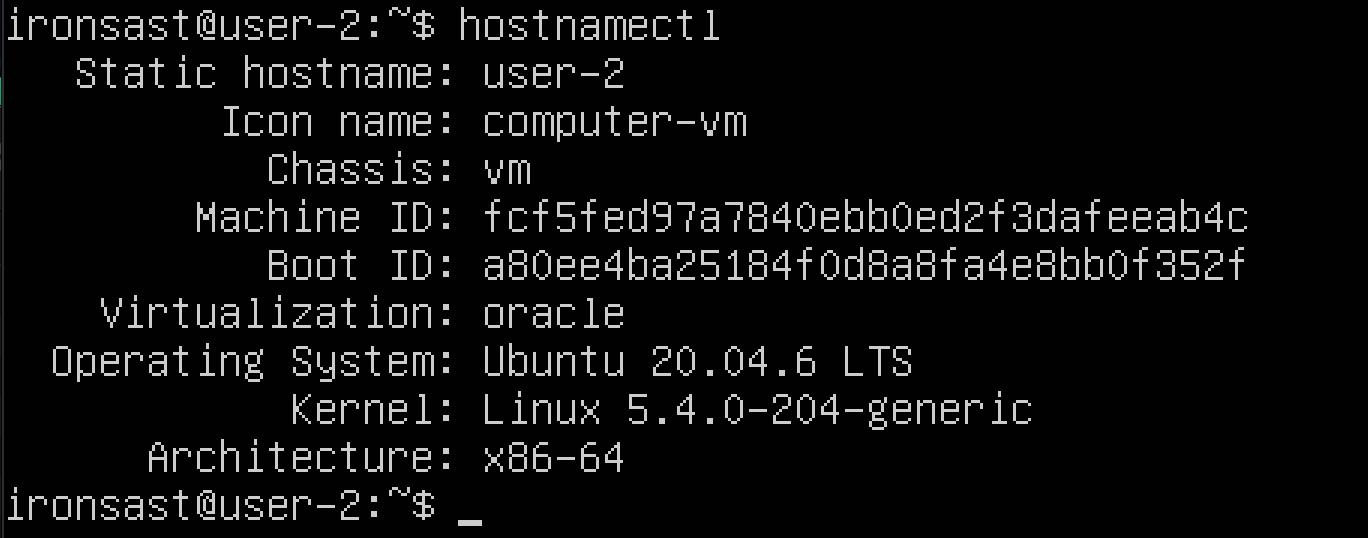 ironsast@user-2:~$ hostnamectl
Static hostname: user-2
Icon name: computer-vm
Chassis: vm
Machine ID: fcf5fed97a7840ebb0ed2f3dafeeab4c
Boot ID: a80ee4ba25184f0d8a8fa4e8bb0f352f
Virtualization: oracle
Operating System: Ubuntu 20.04.6 LTS
Kernel: Linux 5.4.0-204-generic
Architecture: x86-64
ironsast@user-2:~$ _